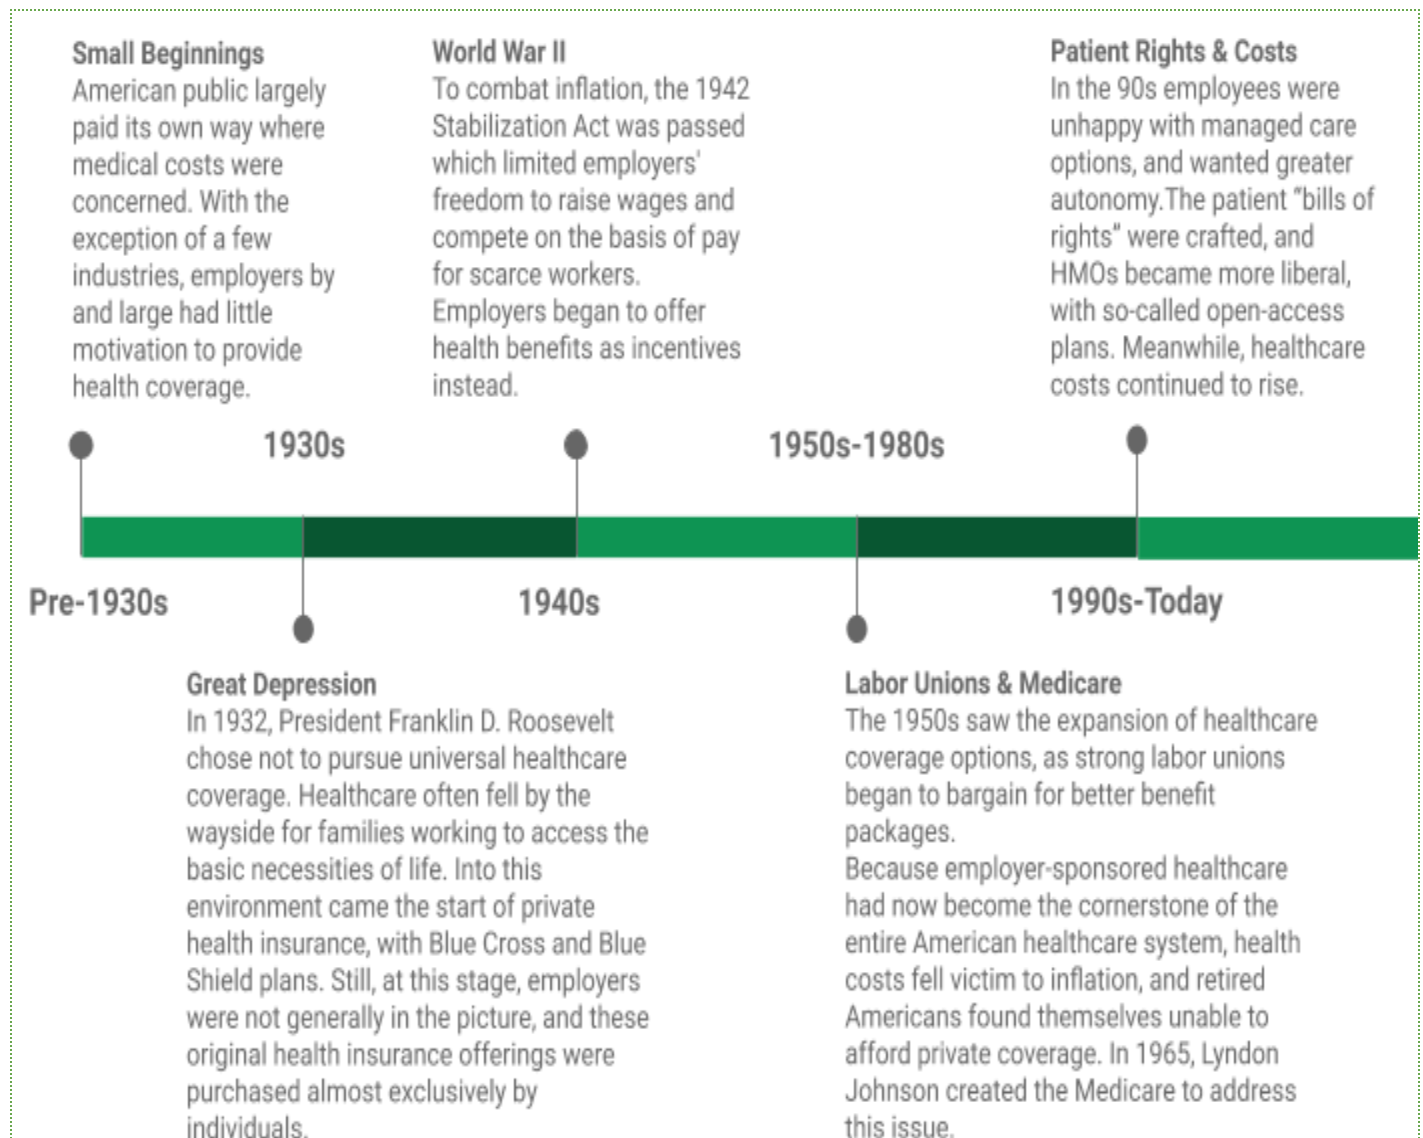 Small Beginnings
American public largely
paid its own way where
medical costs were
concerned. With the
exception of a few
industries, employers by
and large had little
motivation to provide
health coverage.
World War II
To combat inflation, the 1942
Stabilization Act was passed
which limited employers'
freedom to raise wages and
compete on the basis of pay
for scarce workers.
Employers began to offer
health benefits as incentives
instead.
Patient Rights & Costs
In the 90s employees were
unhappy with managed care
options, and wanted greater
autonomy.The patient “bills of
rights” were crafted, and
HMOs became more liberal,
with so-called open-access
plans. Meanwhile, healthcare
costs continued to rise.
1930s
1950s-1980s
Pre-1930s
1940s
1990s-Today
Great Depression
In 1932, President Franklin D. Roosevelt
chose not to pursue universal healthcare
coverage. Healthcare often fell by the
wayside for families working to access the
basic necessities of life. Into this
environment came the start of private
health insurance, with Blue Cross and Blue
Shield plans. Still, at this stage, employers
were not generally in the picture, and these
original health insurance offerings were
purchased almost exclusively by
individuals.
Labor Unions & Medicare
The 1950s saw the expansion of healthcare
coverage options, as strong labor unions
began to bargain for better benefit
packages.
Because employer-sponsored healthcare
had now become the cornerstone of the
entire American healthcare system, health
costs fell victim to inflation, and retired
Americans found themselves unable to
afford private coverage. In 1965, Lyndon
Johnson created the Medicare to address
this issue.